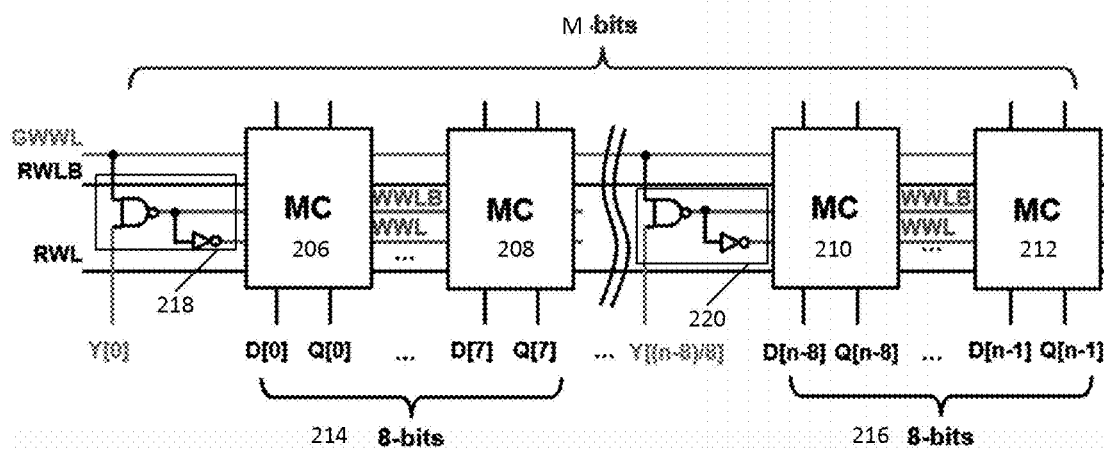 M -bits
GWWL
RWLB
RWL
MC
206
WWLB
WWL
...
MC
208
MC
210
WWLB
WWL
...
MC
212
218
220
Y[0] D[0] Q[0] ... D[7] Q[7] ... Y[(n-8)/8] D[n-8] Q[n-8] ... D[n-1] Q[n-1]
214 8-bits 216 8-bits